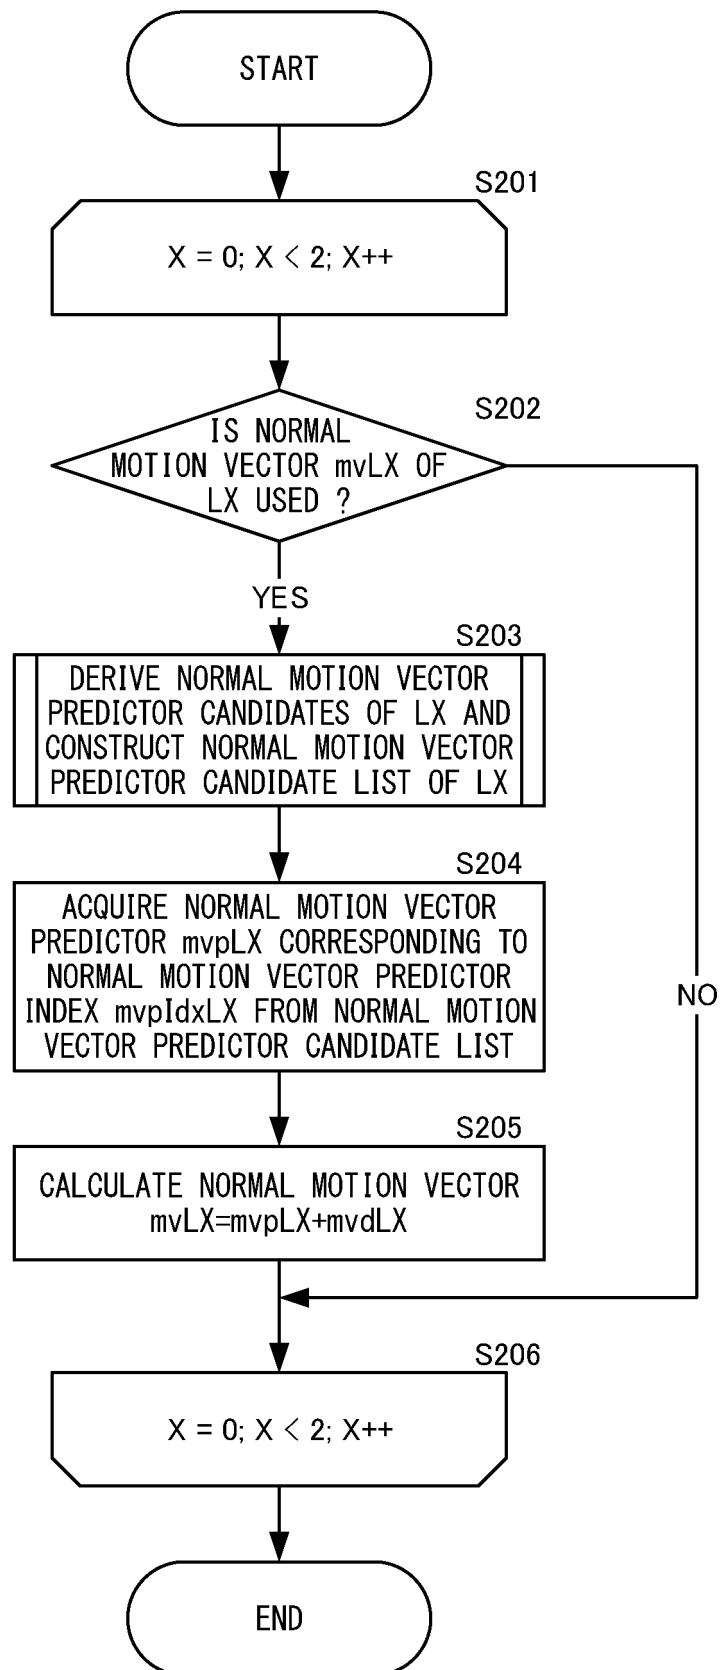 START
S201
X = 0; X < 2; X++
S202
IS NORMAL
MOTION VECTOR mvLX OF
LX USED ?
YES
S203
DERIVE NORMAL MOTION VECTOR
PREDICTOR CANDIDATES OF LX AND
CONSTRUCT NORMAL MOTION VECTOR
PREDICTOR CANDIDATE LIST OF LX
S204
ACQUIRE NORMAL MOTION VECTOR
PREDICTOR mvpLX CORRESPONDING TO
NORMAL MOTION VECTOR PREDICTOR
INDEX mvpIdxLX FROM NORMAL MOTION
VECTOR PREDICTOR CANDIDATE LIST
NO
S205
CALCULATE NORMAL MOTION VECTOR
mvLX=mvpLX+mvdLX
S206
X = 0; X < 2; X++
END